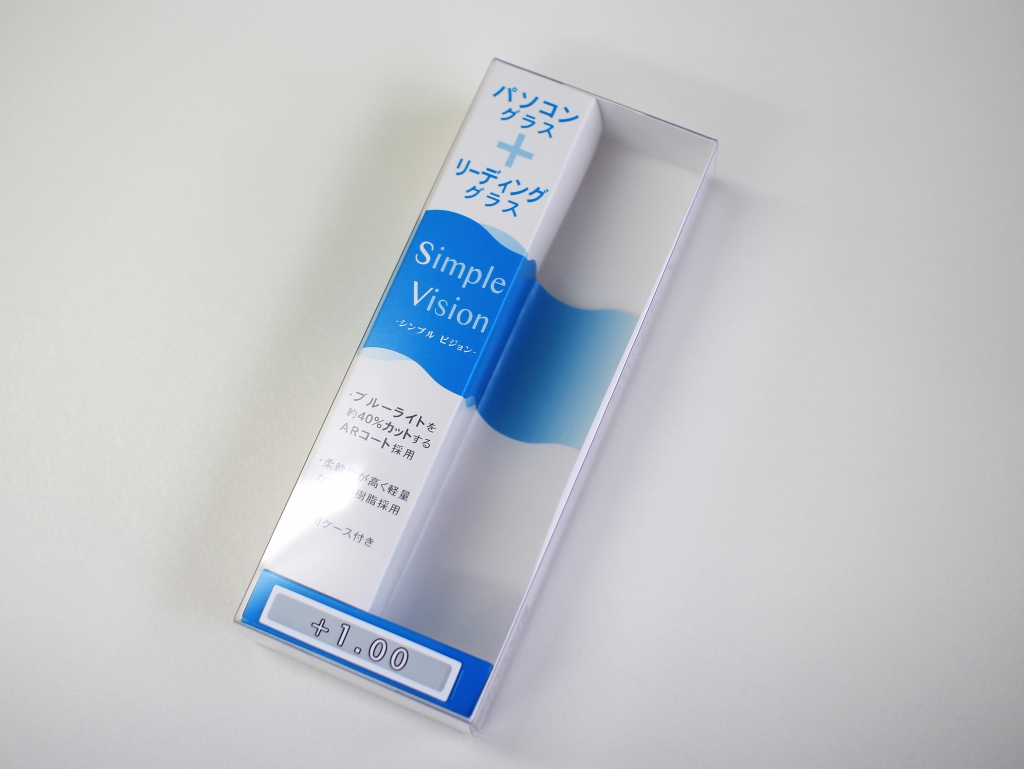 パソコン
グラス
+
リーディング
グラス
Simple
Vision
-シンプル ビジョン-
・ブルーライトを
約40%カットする
ARコート採用
・柔軟 が高く軽量
樹脂採用
ケース付き
+1.00